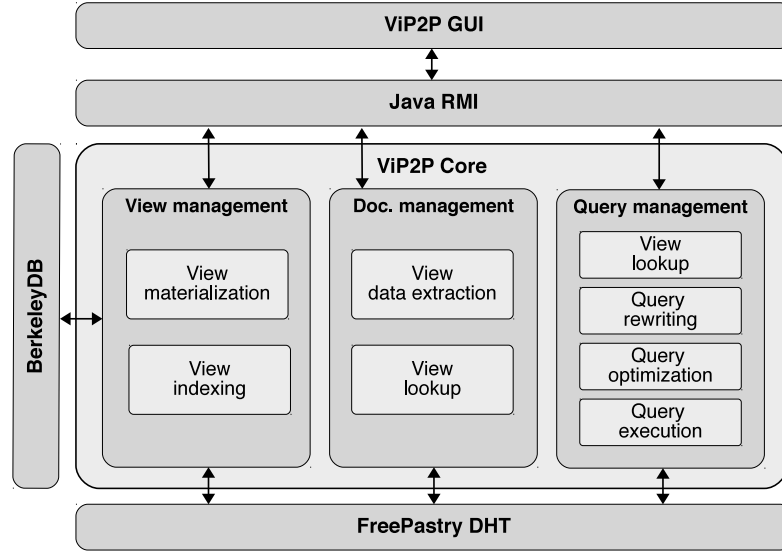 ViP2P GUI
Java RMI
BerkeleyDB
ViP2P Core
View management
View
materialization
View
indexing
Doc. management
View
data extraction
View
lookup
Query management
View
lookup
Query
rewriting
Query
optimization
Query
execution
FreePastry DHT